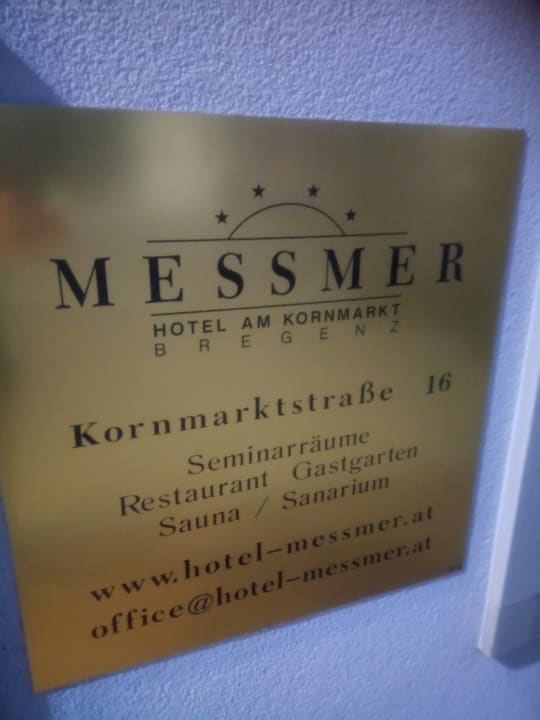 MESSMER
HOTEL AM KORNMARKT
BREGENZ
Kornmarktstraße 16
Seminarräume
Restaurant Gastgarten
Sauna / Sanarium
www.hotel-messmer.at
office@hotel-messmer.at